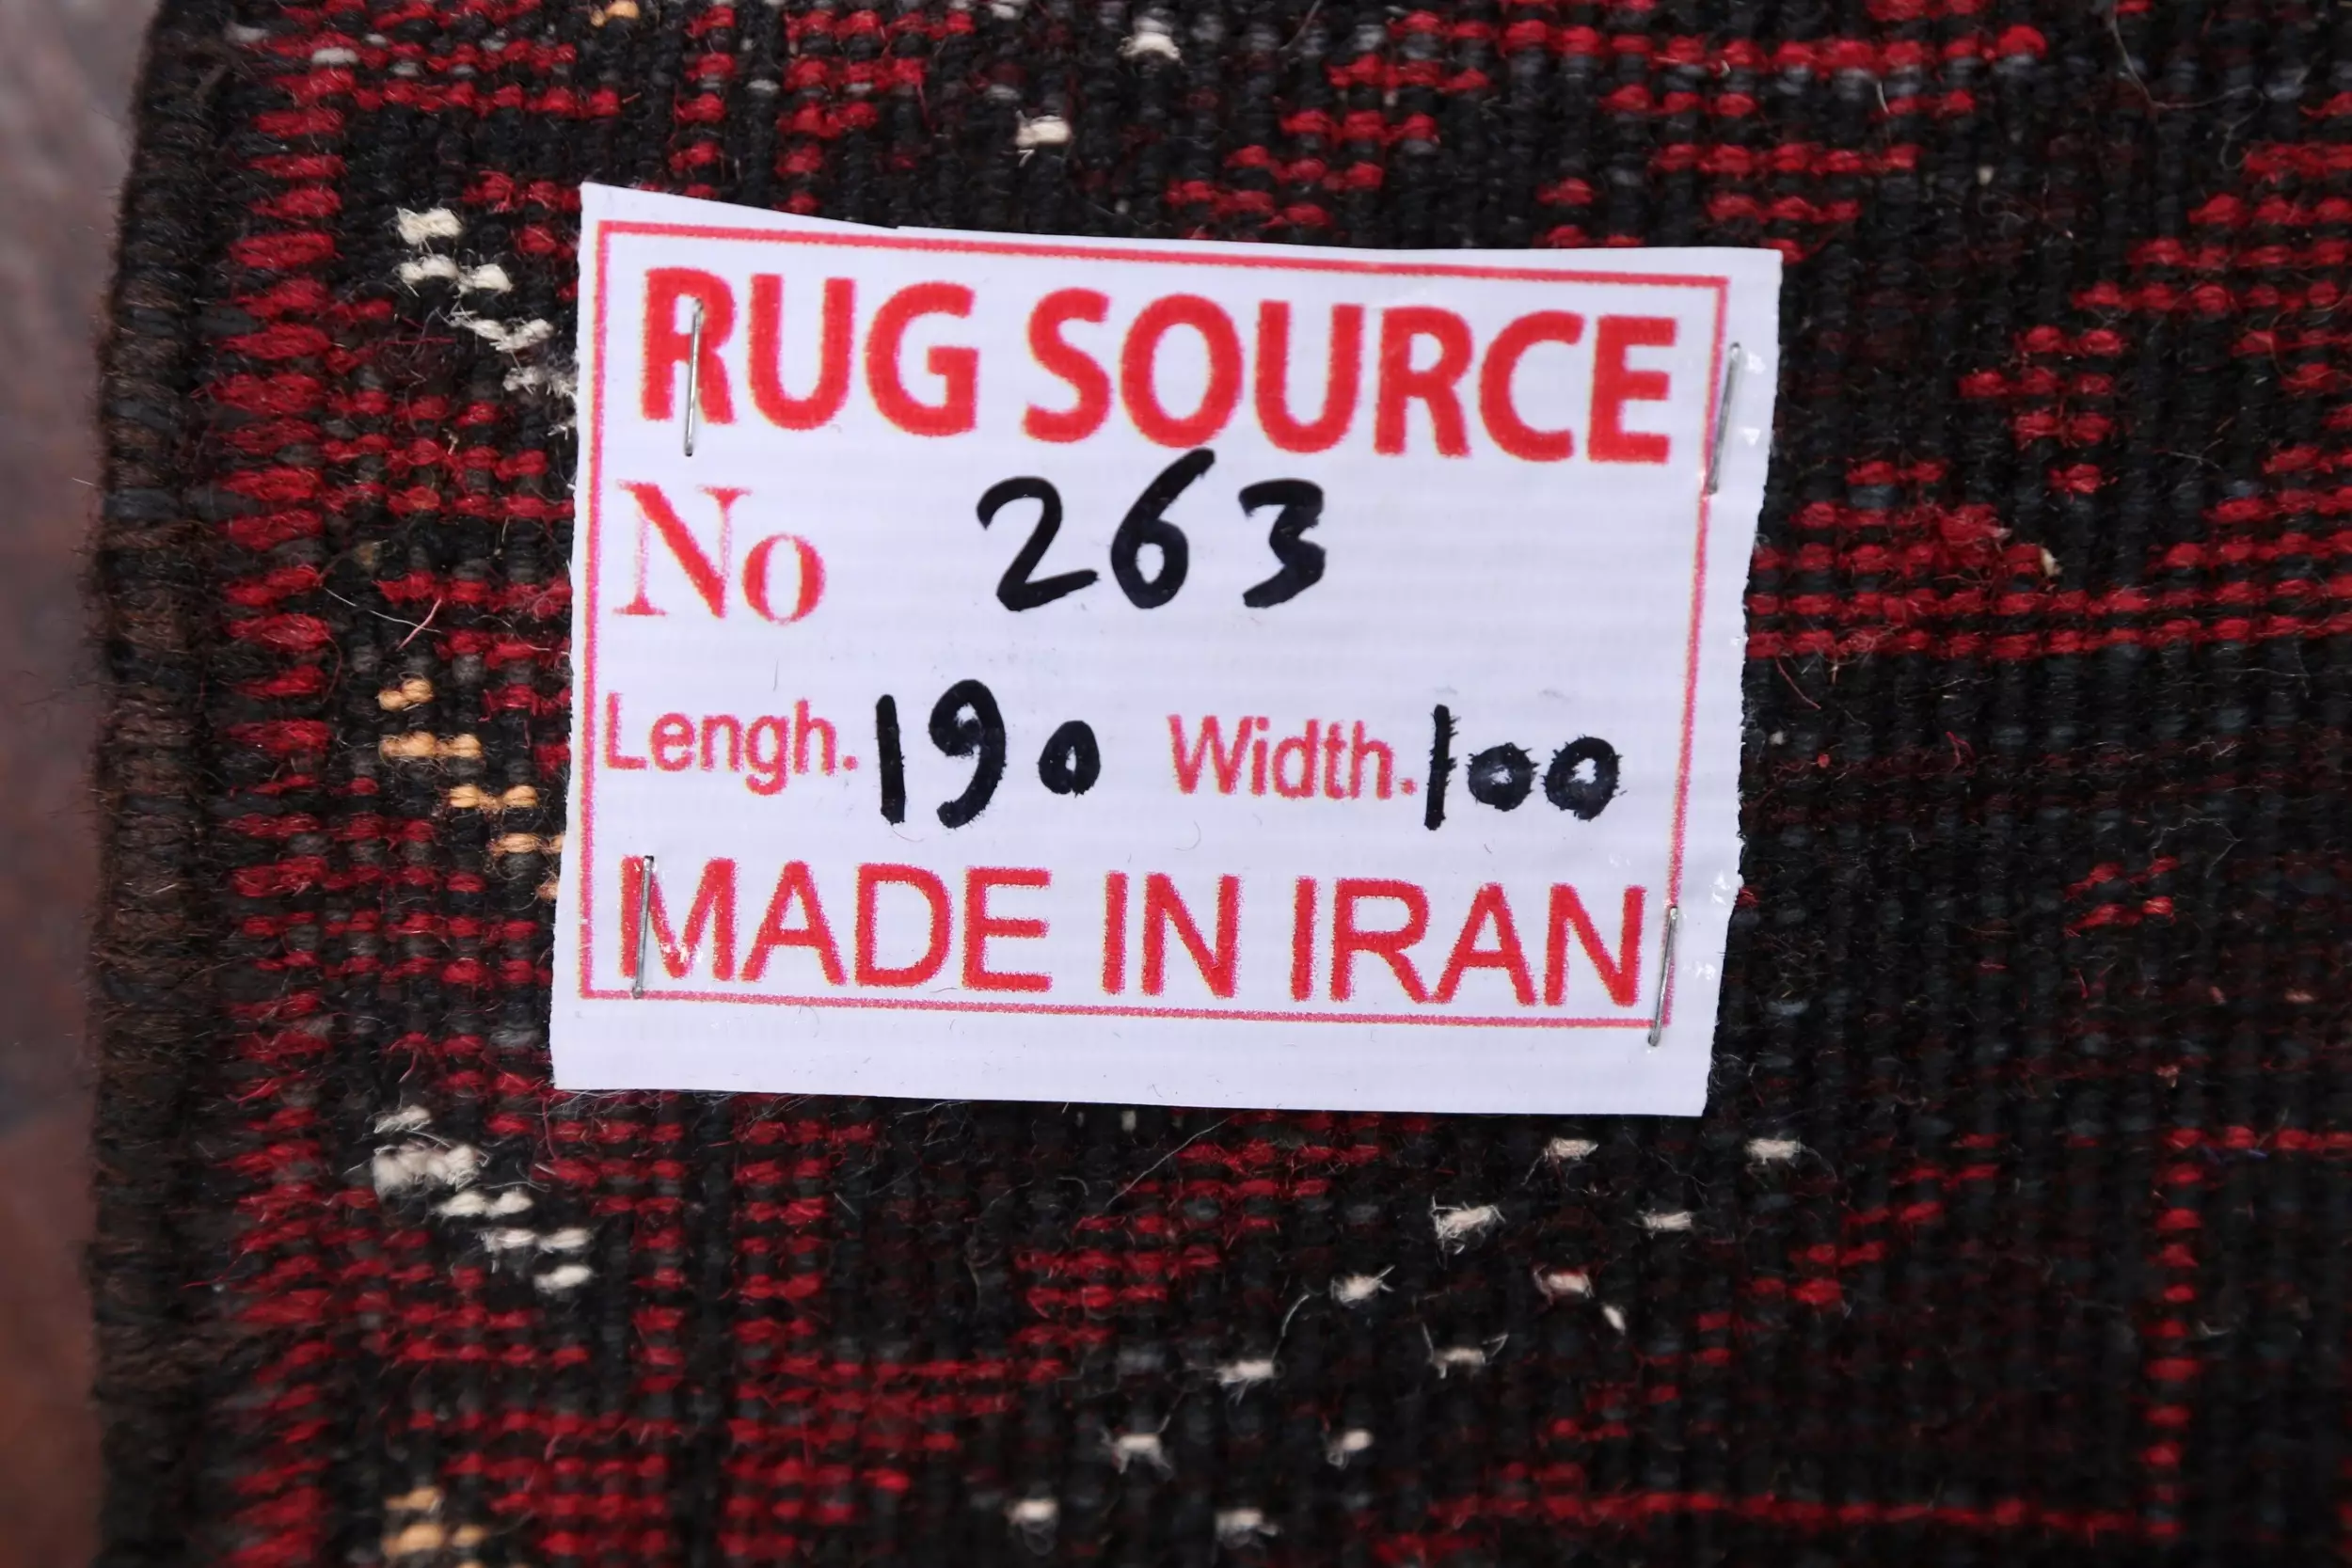 RUG SOURCE
No 263
Lengh. 190 Width. 100
MADE IN IRAN